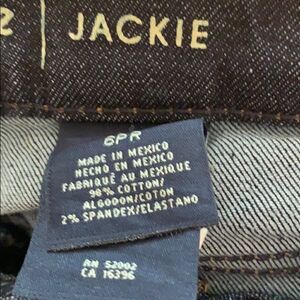 2 | JACKIE
6PR
MADE IN MEXICO
HECHO EN MEXICO
FABRIQUÉ AU MEXIQUE
98% COTTON/
ALGODON/COTON
2% SPANDEX/ELASTANO
RN 52002
CA 16396